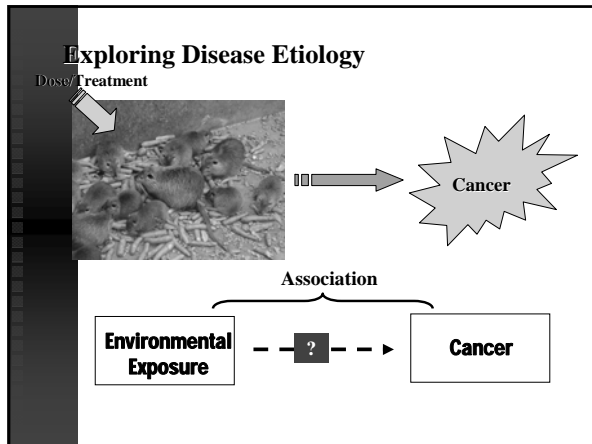 Exploring Disease Etiology
Dose/Treatment
Cancer
Association
Environmental
Exposure
?
Cancer